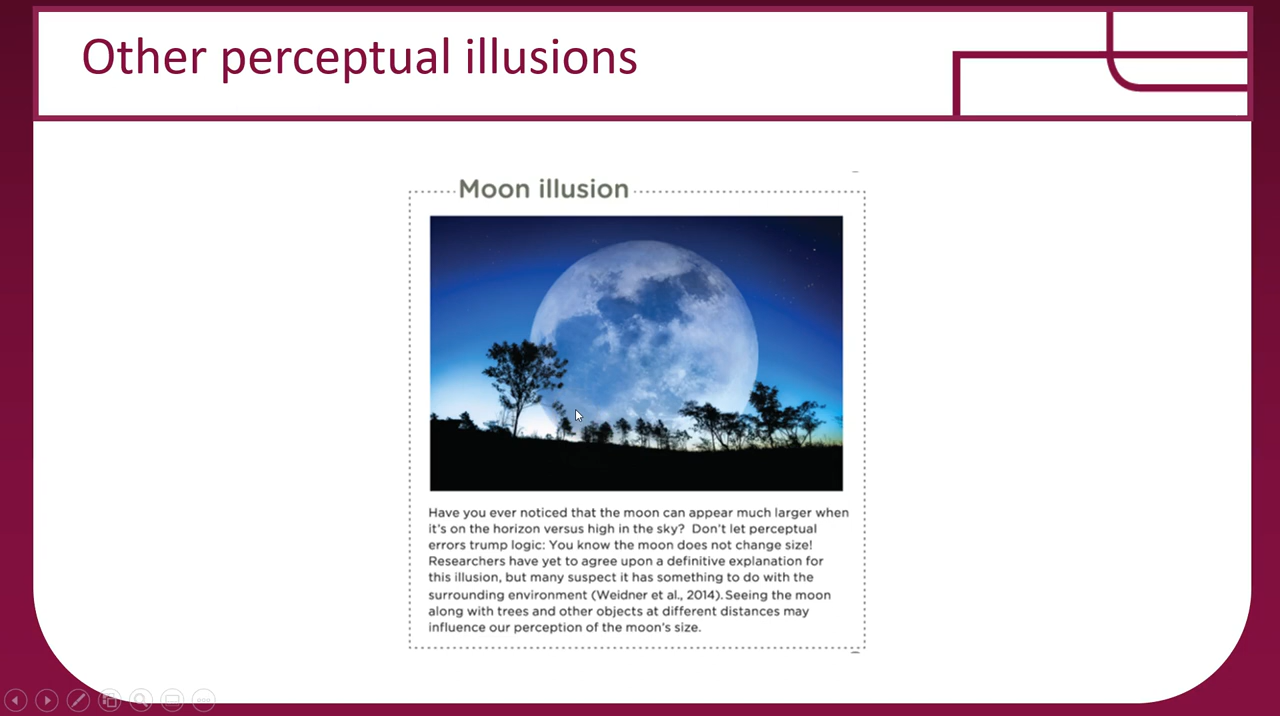 Other perceptual illusions
Moon illusion
Have you ever noticed that the moon can appear much larger when
it's on the horizon versus high in the sky? Don't let perceptual
errors trump logic: You know the moon does not change size!
Researchers have yet to agree upon a definitive explanation for
this illusion, but many suspect it has something to do with the
surrounding environment (Weidner et al., 2014). Seeing the moon
along with trees and other objects at different distances may
influence our perception of the moon's size.